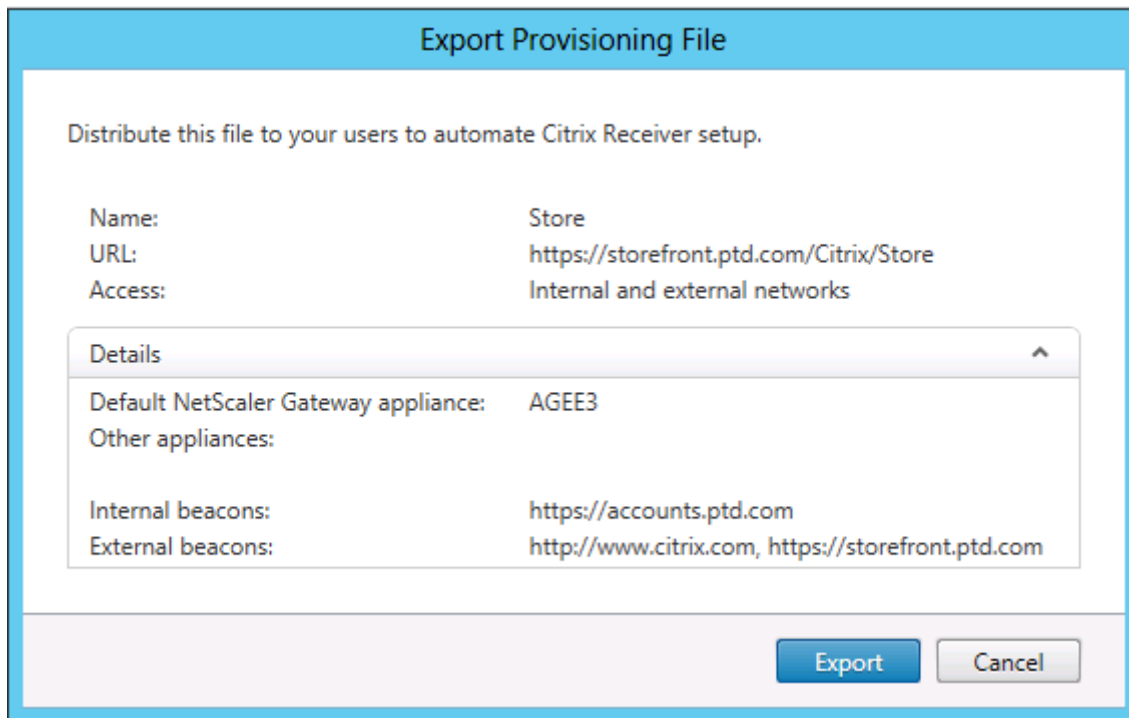 Export Provisioning File
Distribute this file to your users to automate Citrix Receiver setup.
Name: Store
URL: https://storefront.ptd.com/Citrix/Store
Access: Internal and external networks
Details
Default NetScaler Gateway appliance: AGEE3
Other appliances:
Internal beacons: https://accounts.ptd.com
External beacons: http://www.citrix.com, https://storefront.ptd.com
Export Cancel